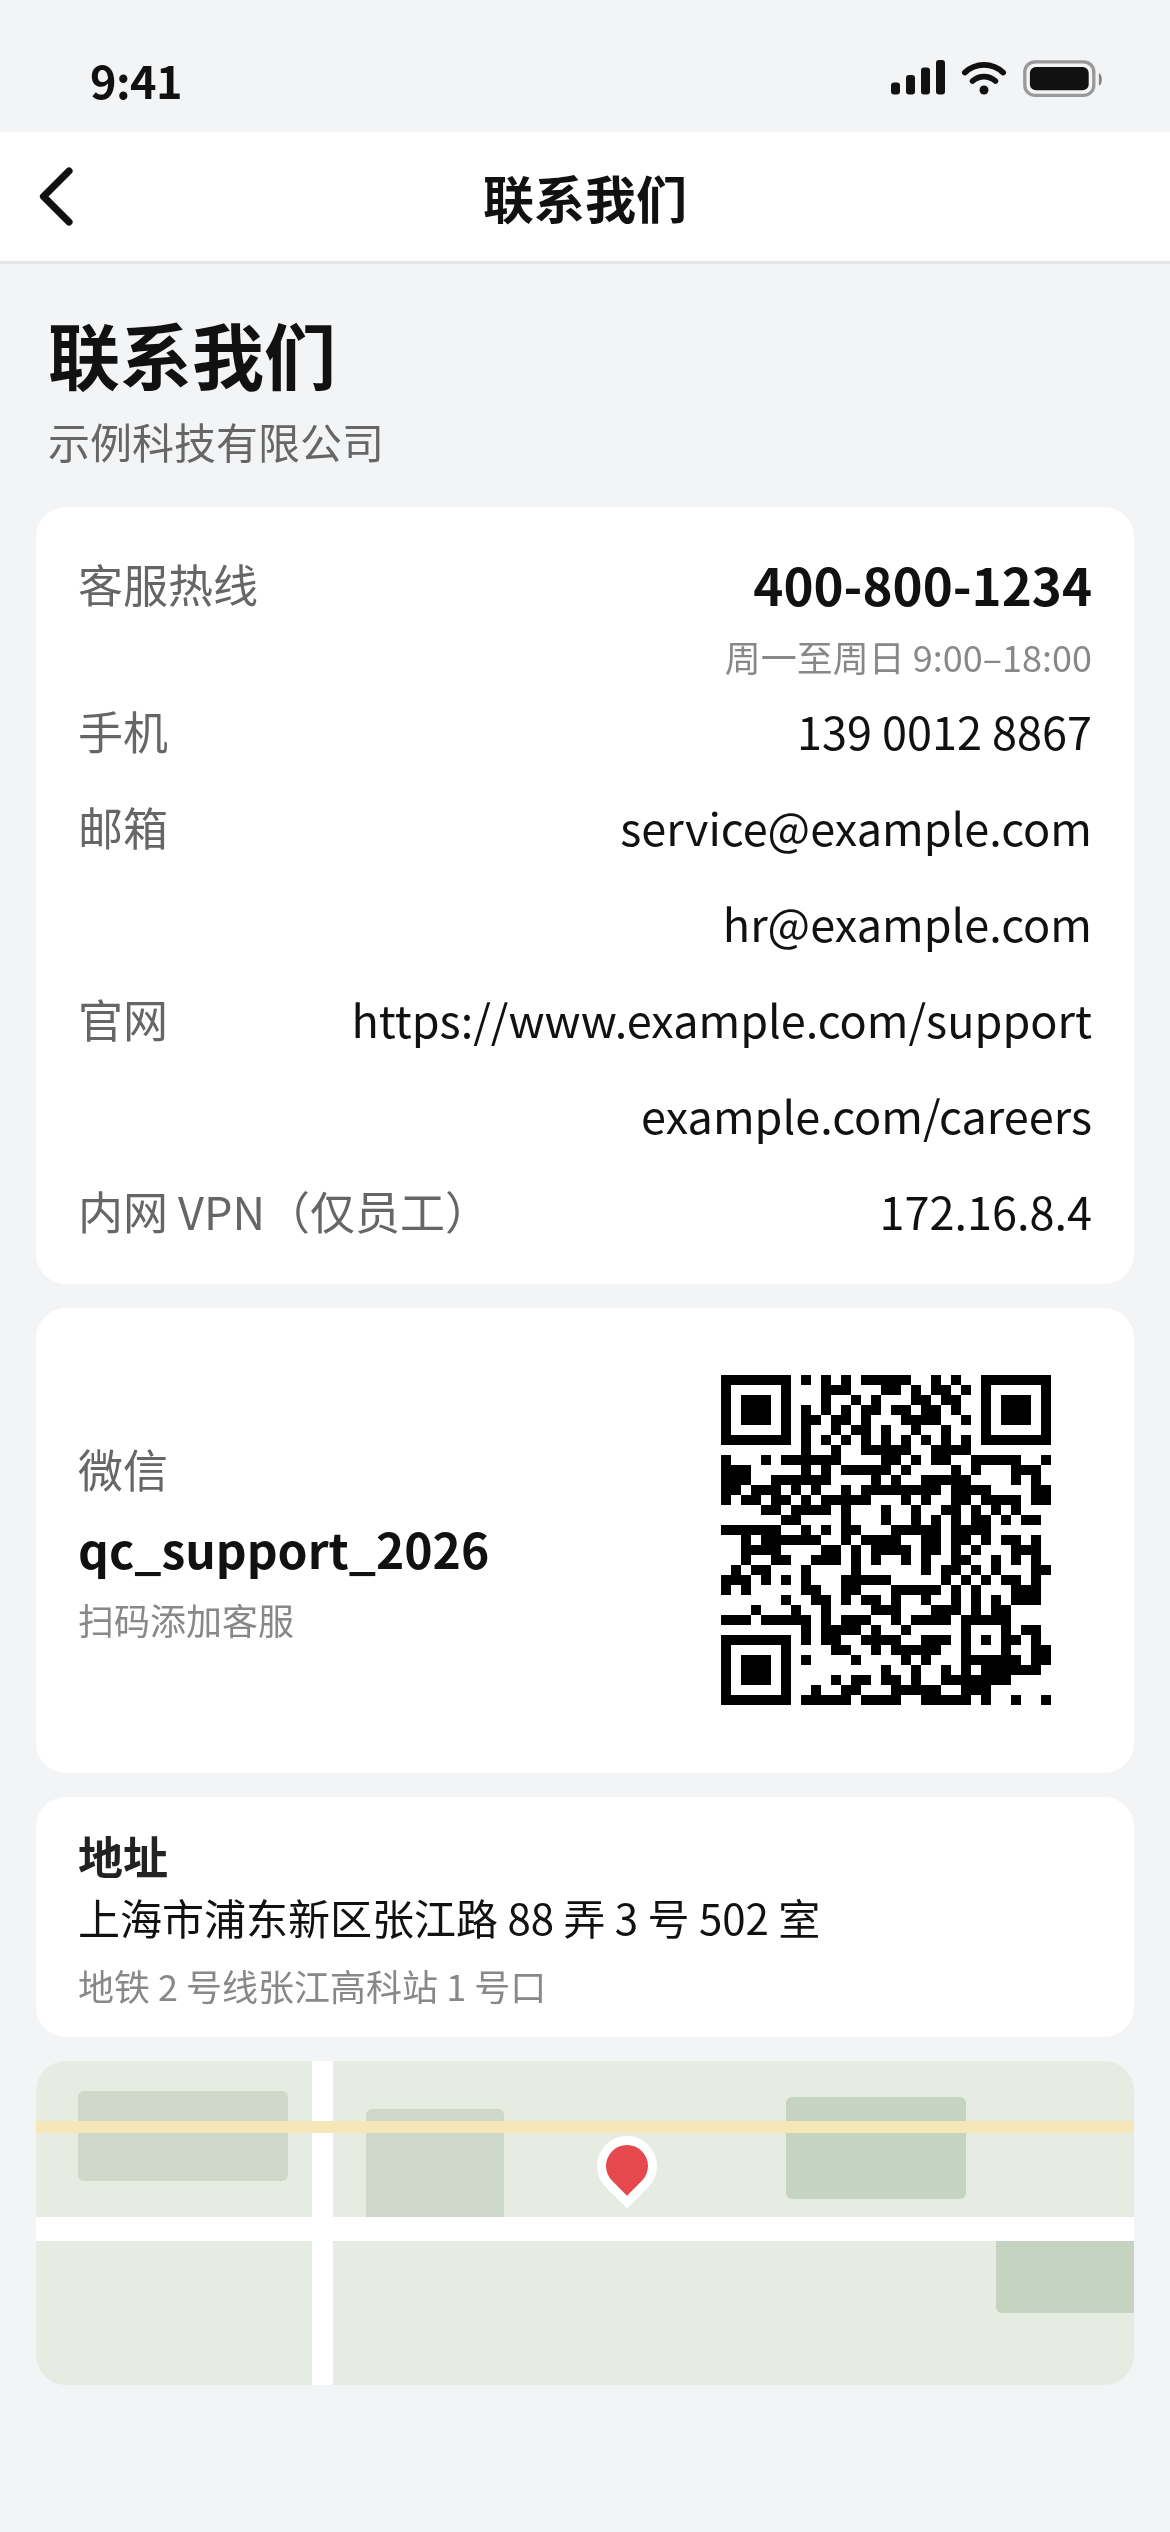 9:41
联系我们
联系我们
示例科技有限公司
客服热线 400-800-1234
周一至周日 9:00–18:00
手机 139 0012 8867
邮箱 service@example.com
hr@example.com
官网 https://www.example.com/support
example.com/careers
内网 VPN（仅员工） 172.16.8.4
微信
qc_support_2026
扫码添加客服
地址
上海市浦东新区张江路 88 弄 3 号 502 室
地铁 2 号线张江高科站 1 号口